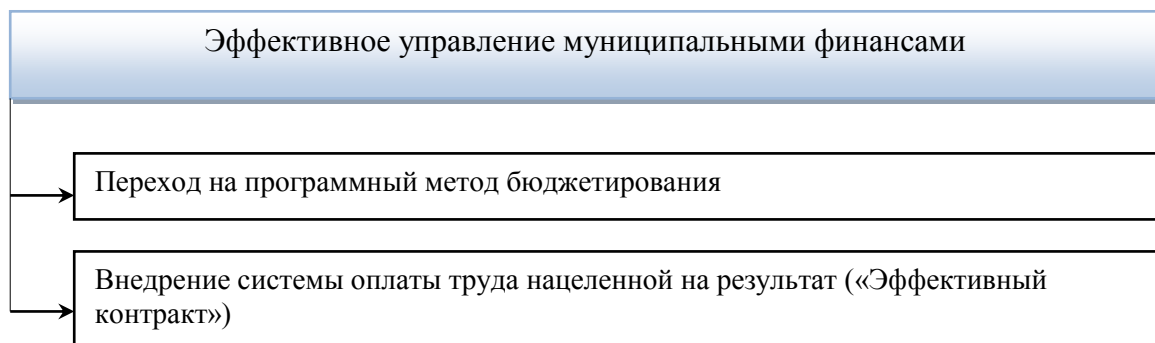 Эффективное управление муниципальными финансами
Переход на программный метод бюджетирования
Внедрение системы оплаты труда нацеленной на результат («Эффективный
контракт»)